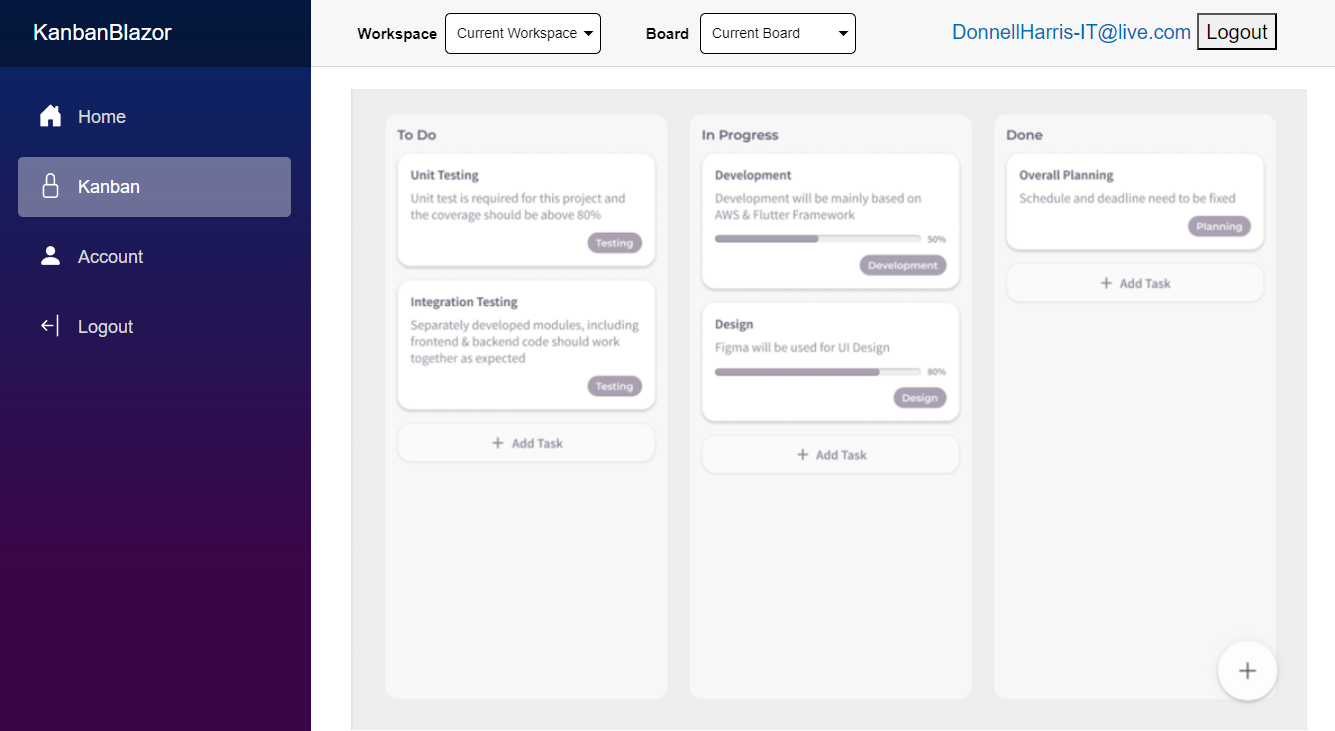 KanbanBlazor
Home
Kanban
Account
Logout
Workspace Current Workspace Board Current Board DonnellHarris-IT@live.com Logout
To Do
Unit Testing
Unit test is required for this project and
the coverage should be above 80%
Testing
Integration Testing
Separately developed modules, including
frontend & backend code should work
together as expected
Testing
+ Add Task
In Progress
Development
Development will be mainly based on
AWS & Flutter Framework
50%
Development
Design
Figma will be used for UI Design
80%
Design
+ Add Task
Done
Overall Planning
Schedule and deadline need to be fixed
Planning
+ Add Task
+